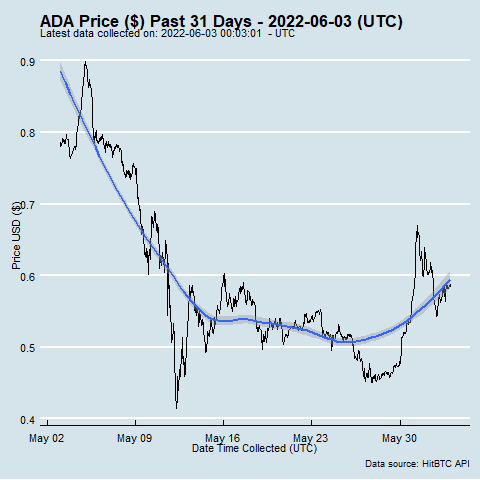 ADA Price ($) Past 31 Days - 2022-06-03 (UTC)
Latest data collected on: 2022-06-03 00:03:01 - UTC
0.9
0.8
0.7
0.6
0.5
0.4
Price USD ($)
May 02 May 09 May 16 May 23 May 30
Date Time Collected (UTC)
Data source: HitBTC API